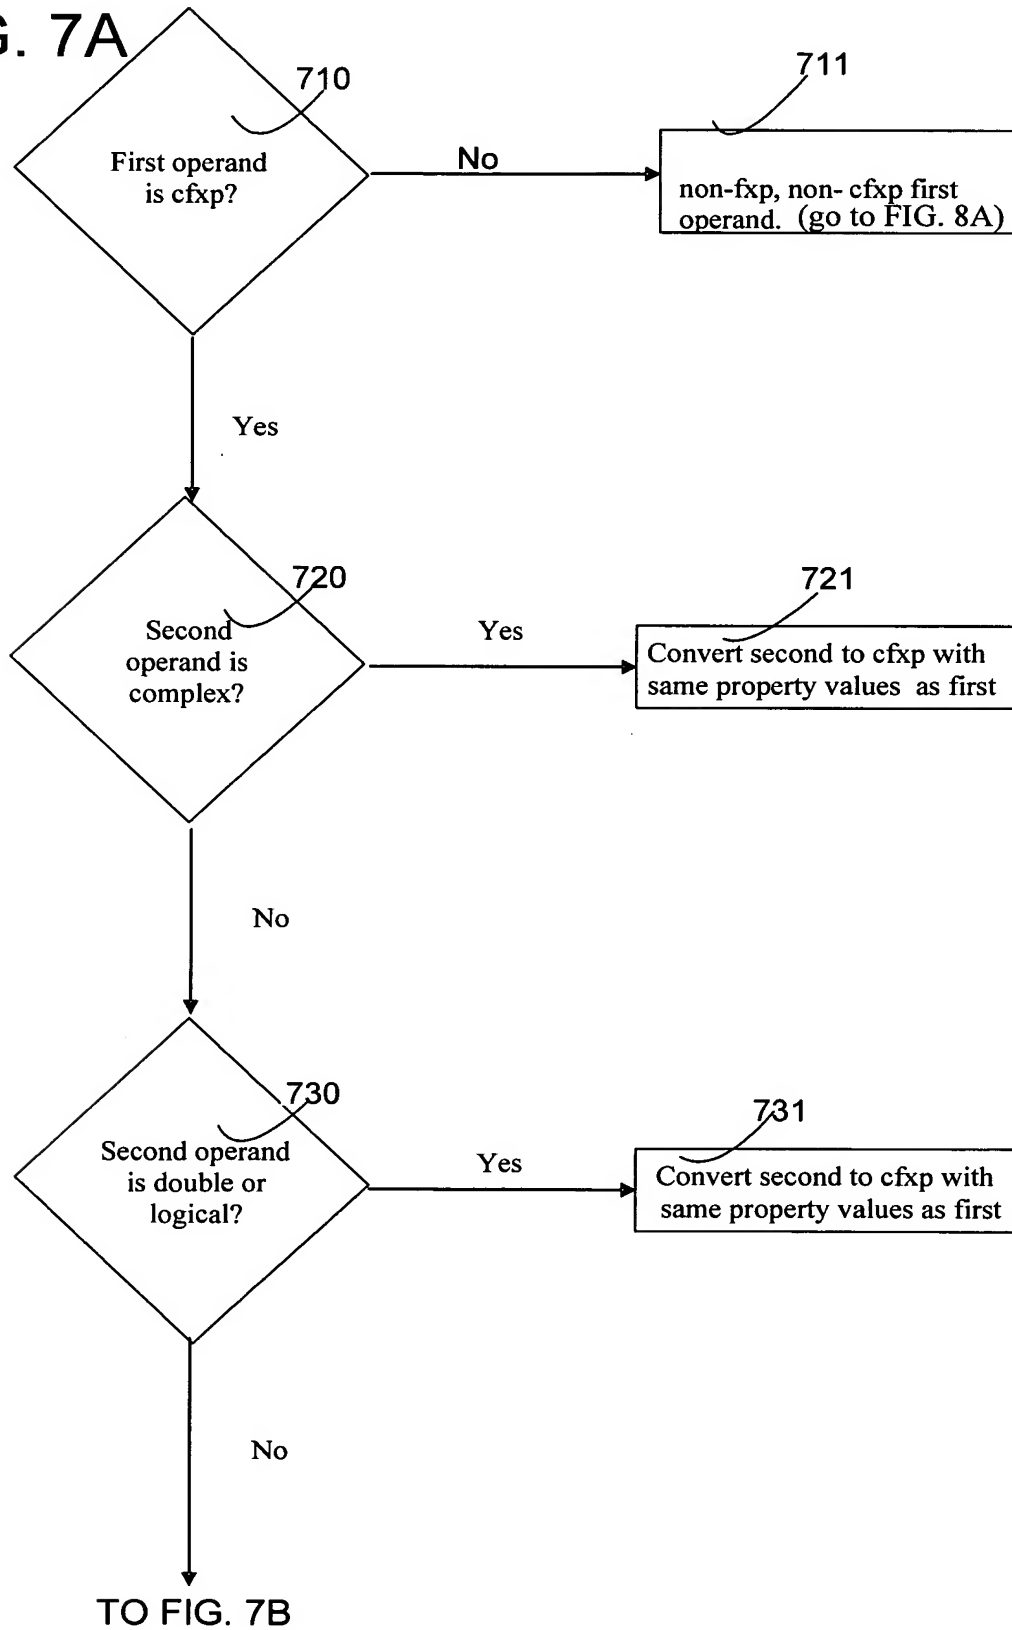 G. 7A
710
711
First operand
is cfxp?
No
non-fxp, non- cfxp first
operand. (go to FIG. 8A)
Yes
720
721
Second
operand is
complex?
Yes
Convert second to cfxp with
same property values as first
No
730
731
Second operand
is double or
logical?
Yes
Convert second to cfxp with
same property values as first
No
TO FIG. 7B